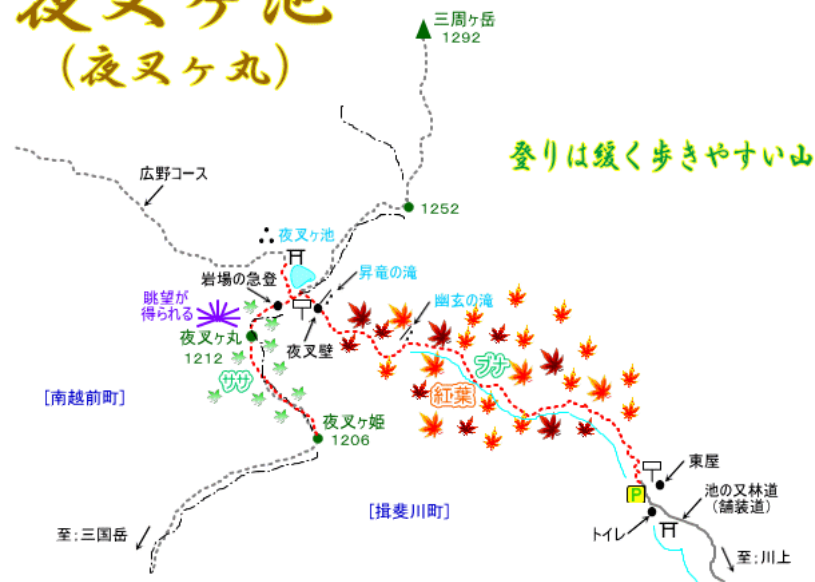 夜叉ヶ池
(夜叉ヶ丸)
三周ヶ岳
1292
登りは緩く歩きやすい山
広野コース
1252
夜叉ヶ池
昇竜の滝
岩場の急登
眺望が
得られる
幽玄の滝
夜叉ヶ丸
1212
夜叉壁
ブナ
ササ
紅葉
[南越前町]
夜叉ヶ姫
1206
東屋
P
池の又林道
(舗装道)
[揖斐川町]
トイレ
至:三国岳
至:川上